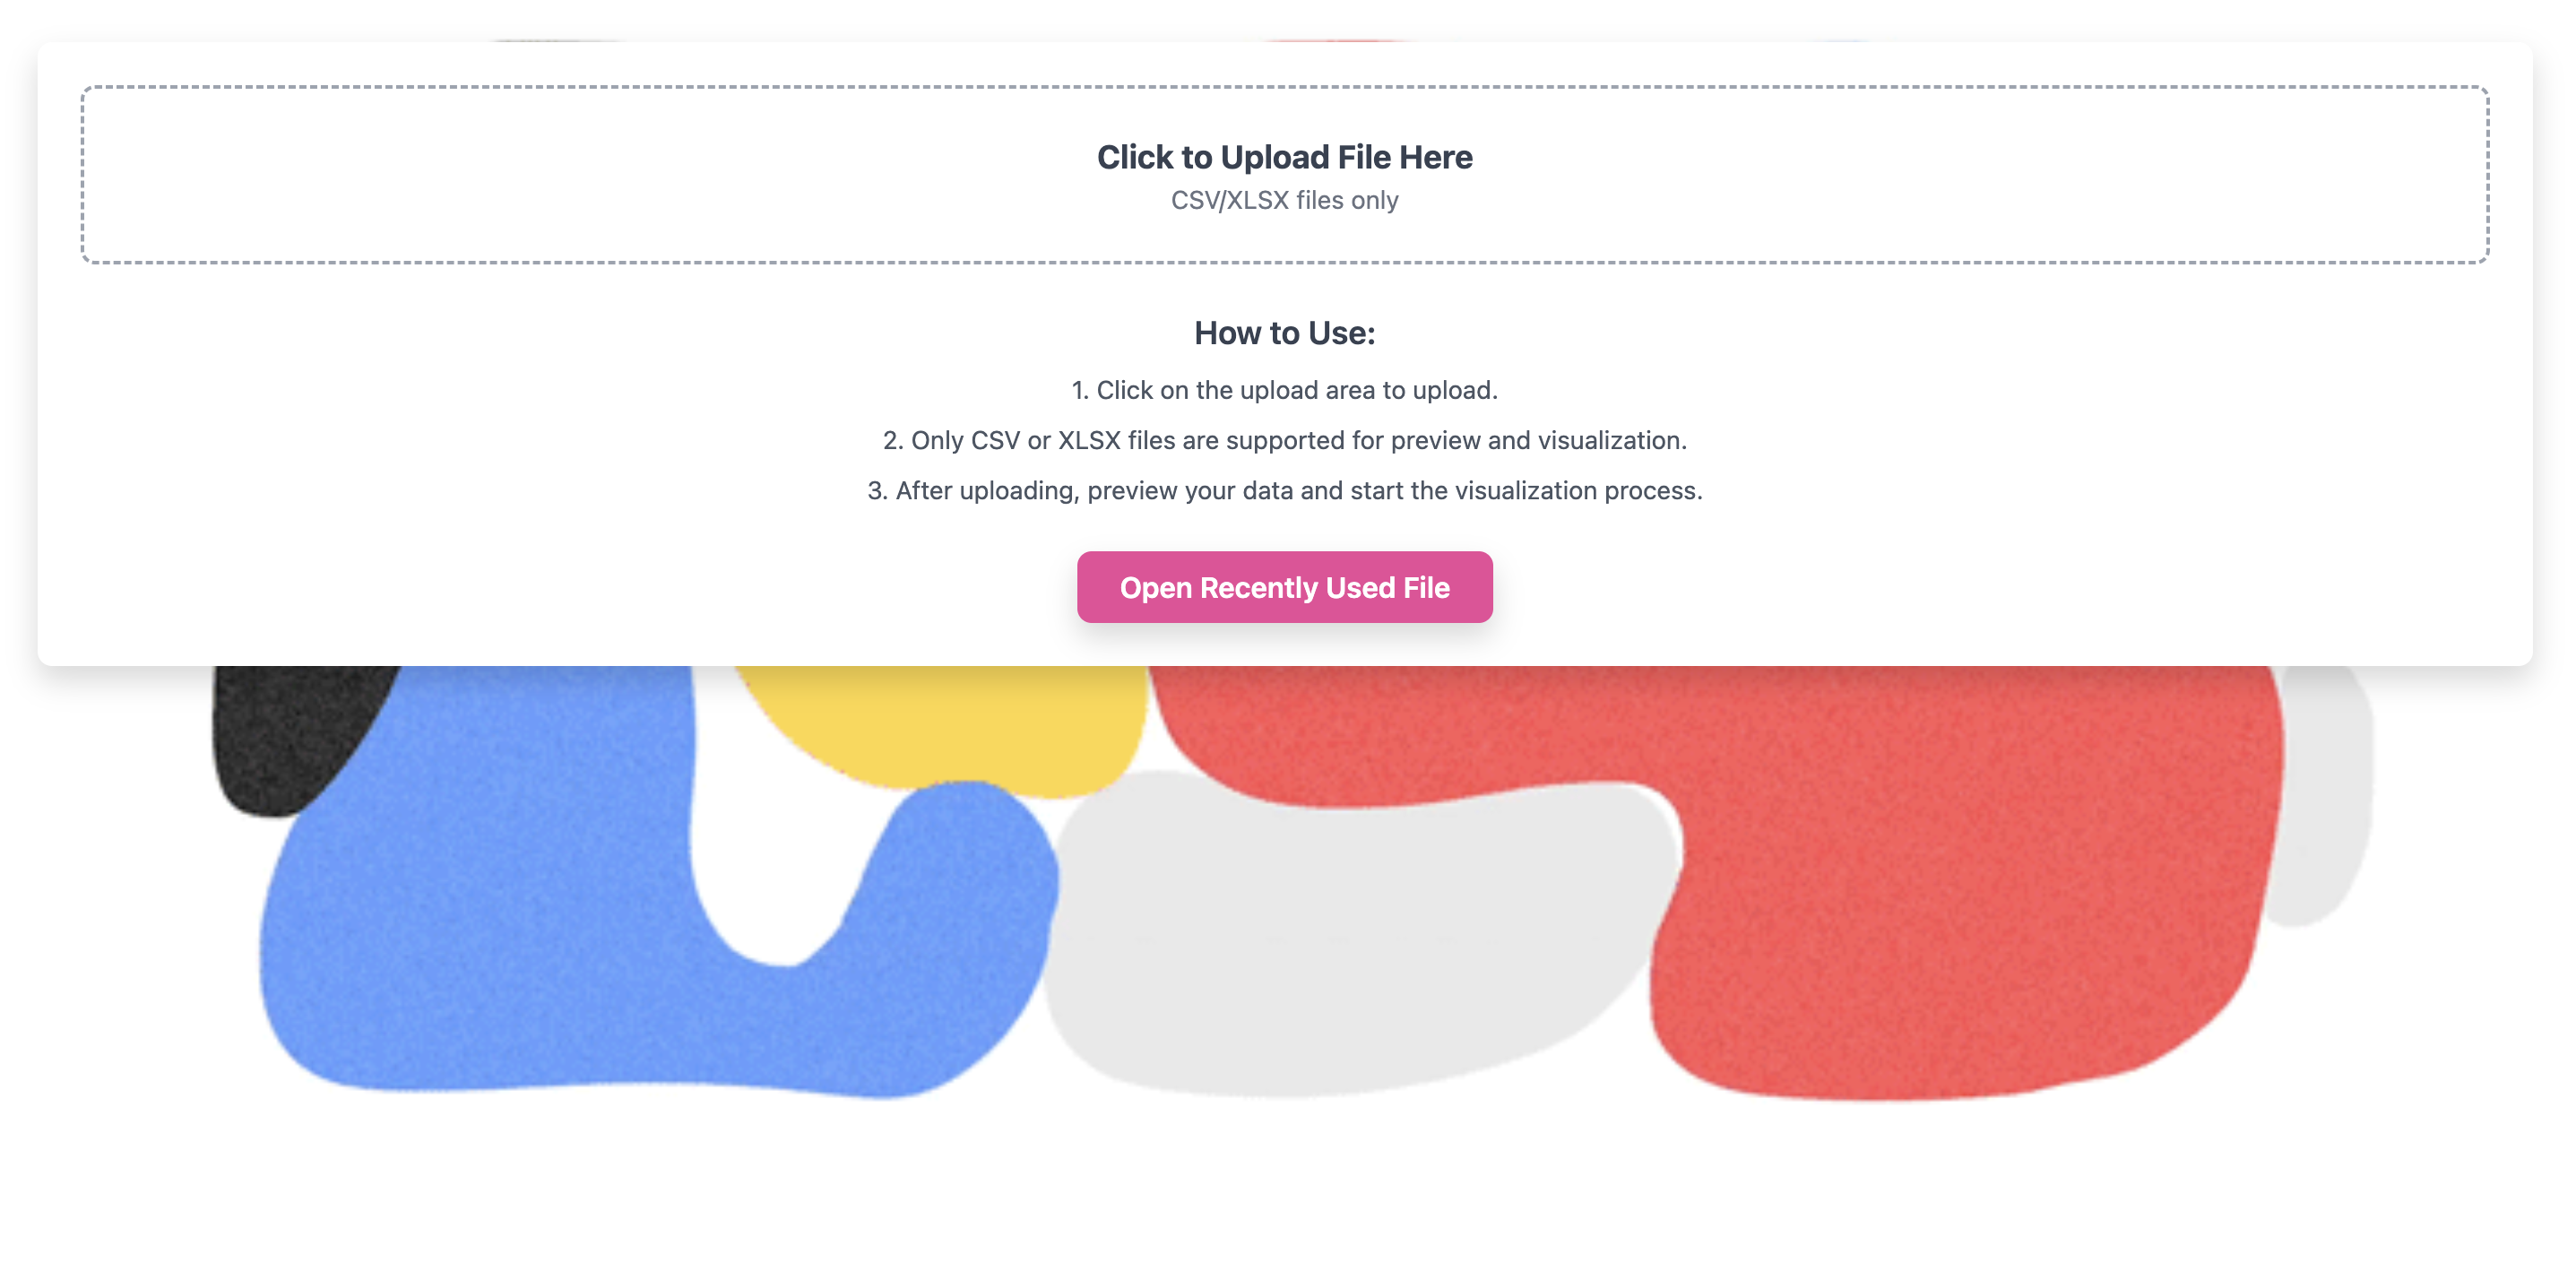 Click to Upload File Here
CSV/XLSX files only
How to Use:
1. Click on the upload area to upload.
2. Only CSV or XLSX files are supported for preview and visualization.
3. After uploading, preview your data and start the visualization process.
Open Recently Used File